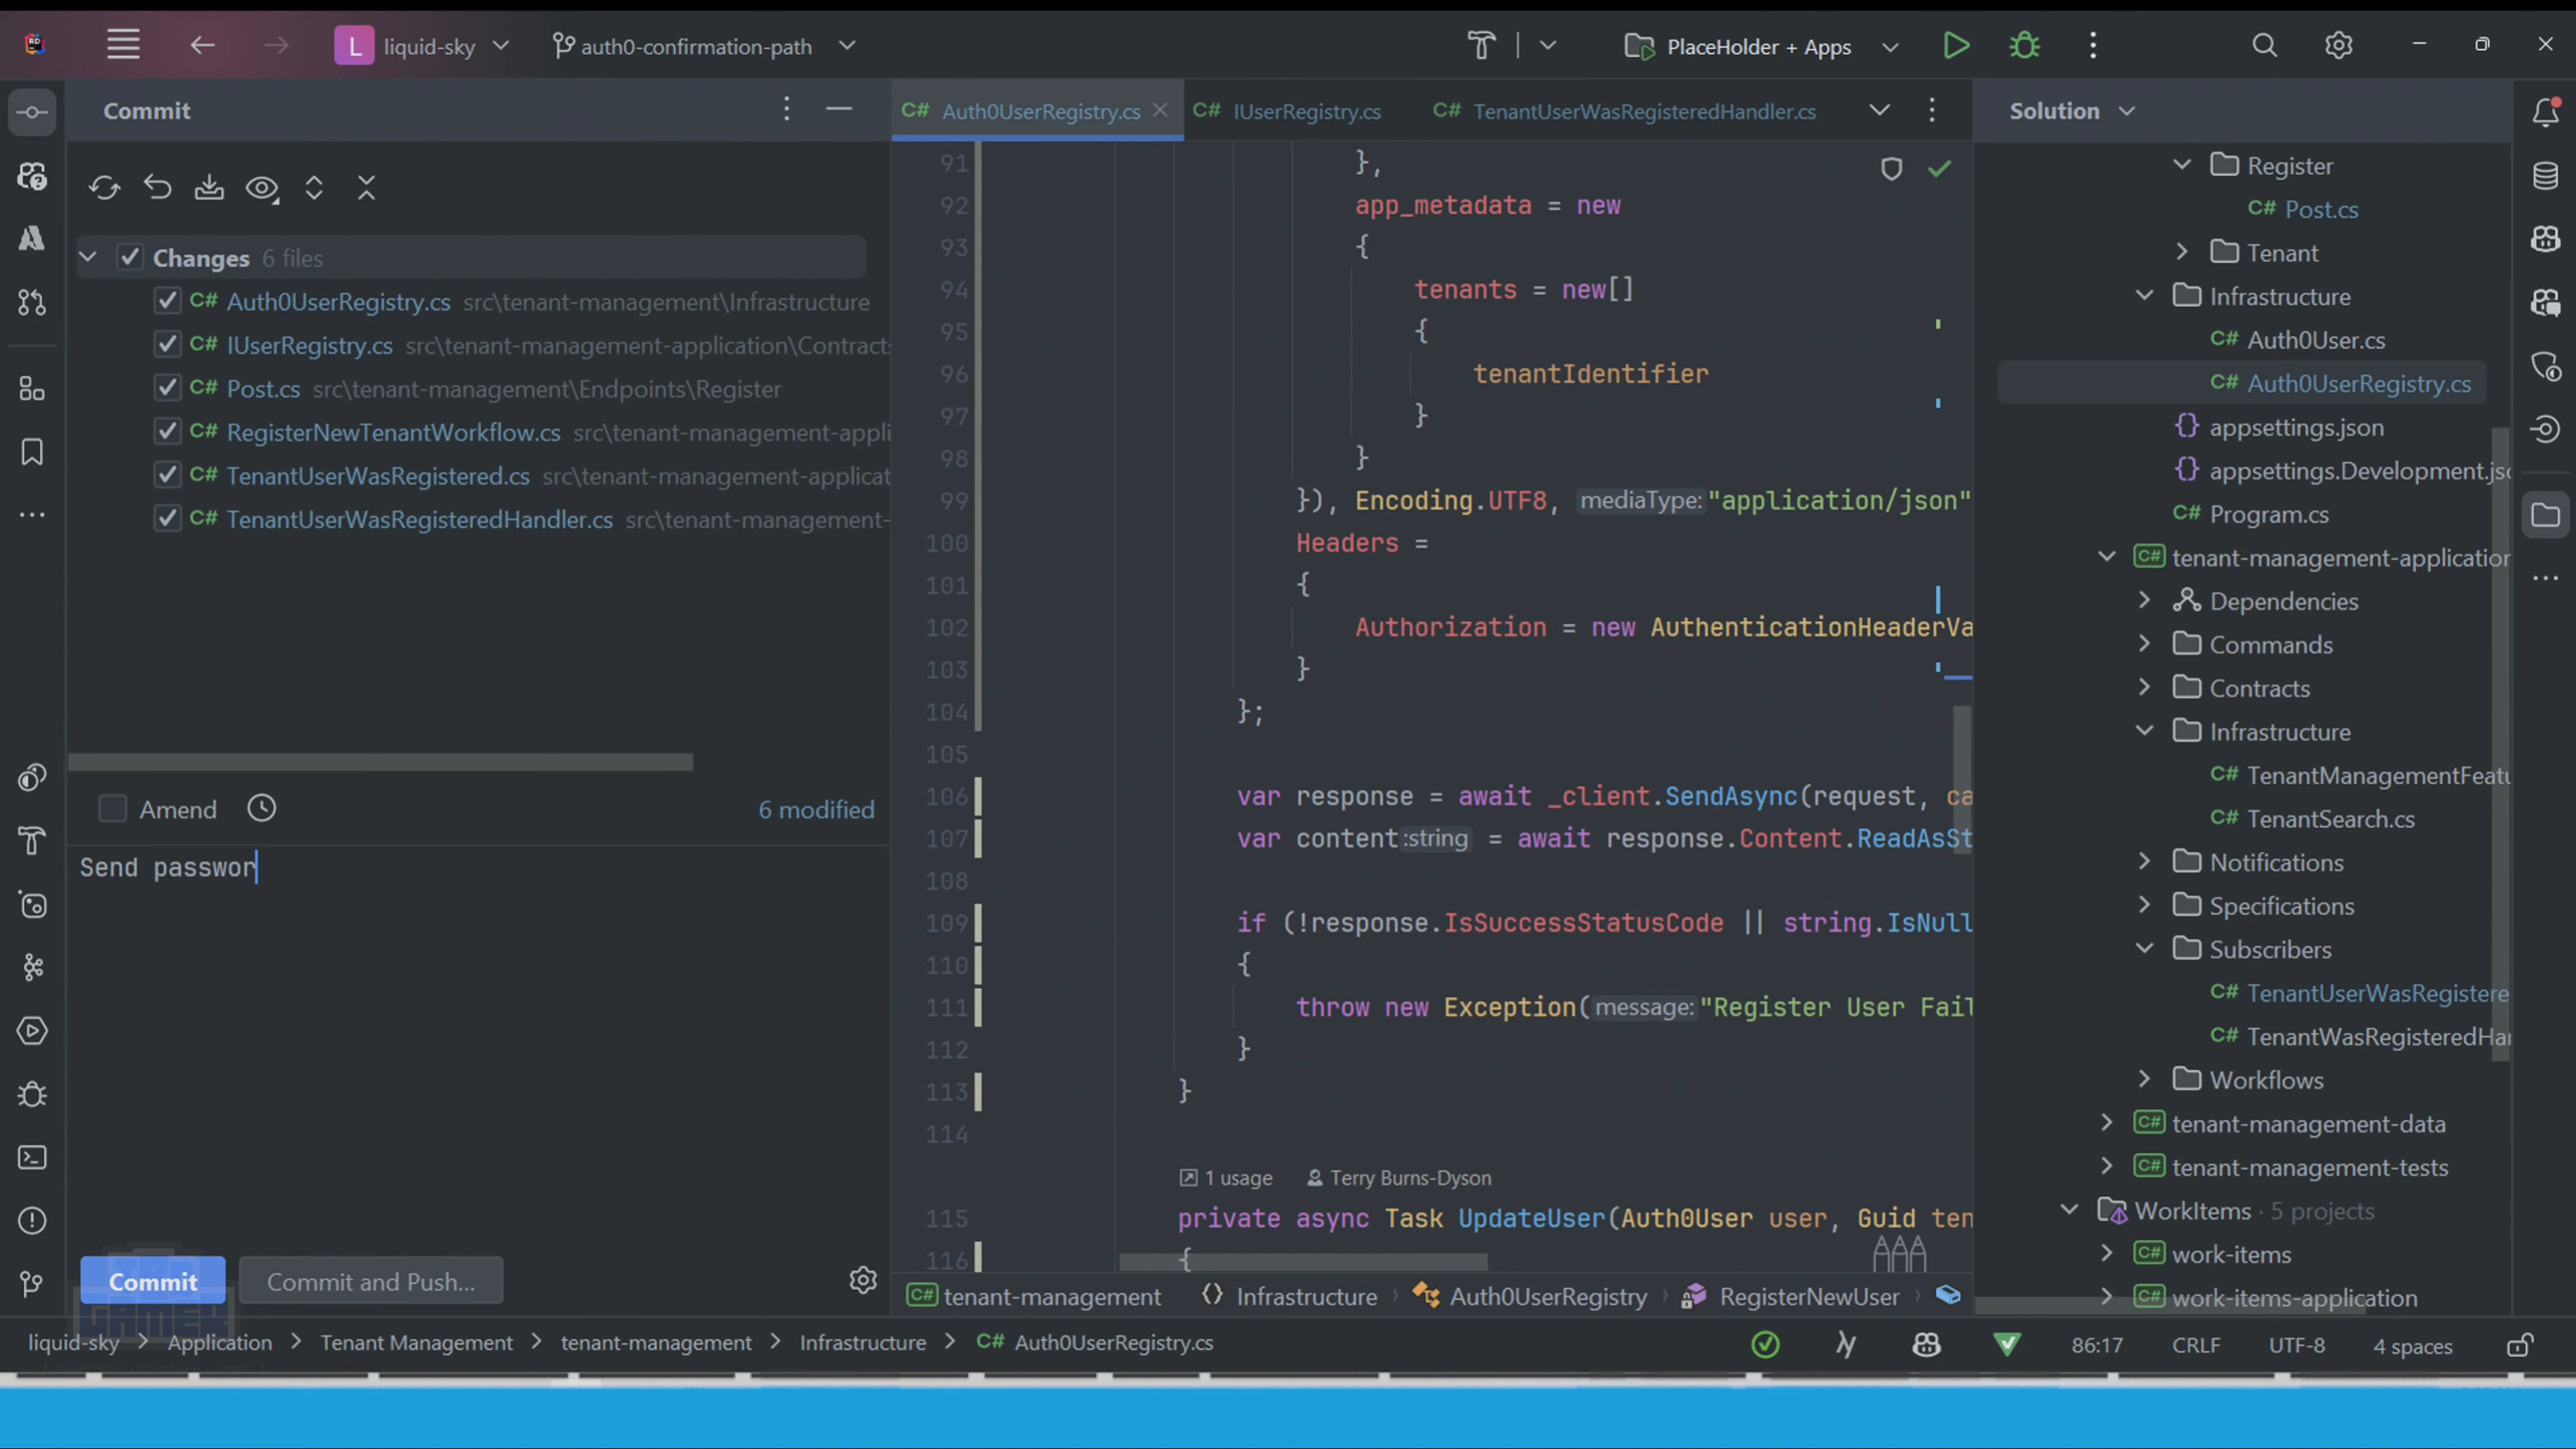 L liquid-sky
auth0-confirmation-path
PlaceHolder + Apps
Commit
Changes 6 files
C# Auth0UserRegistry.cs src\tenant-management\Infrastructure
C# IUserRegistry.cs src\tenant-management-application\Contract
C# Post.cs src\tenant-management\Endpoints\Register
C# RegisterNewTenantWorkflow.cs src\tenant-management-appli
C# TenantUserWasRegistered.cs src\tenant-management-applicat
C# TenantUserWasRegisteredHandler.cs src\tenant-management-
Amend
6 modified
Send passwor
Commit
Commit and Push...
C# Auth0UserRegistry.cs
C# IUserRegistry.cs
C# TenantUserWasRegisteredHandler.cs
91 },
92 app_metadata = new
93 {
94 tenants = new[]
95 {
96 tenantIdentifier
97 }
98 }
99 }), Encoding.UTF8, mediaType: "application/json"
100 Headers =
101 {
102 Authorization = new AuthenticationHeaderVa
103 }
104 };
105
106 var response = await _client.SendAsync(request, ca
107 var content :string = await response.Content.ReadAsSt
108
109 if (!response.IsSuccessStatusCode || string.IsNull
110 {
111 throw new Exception( message: "Register User Fail
112 }
113 }
114
1 usage Terry Burns-Dyson
115 private async Task UpdateUser(Auth0User user, Guid ten
116 {
C# tenant-management
Infrastructure
Auth0UserRegistry
RegisterNewUser
Solution
Register
C# Post.cs
Tenant
Infrastructure
C# Auth0User.cs
C# Auth0UserRegistry.cs
{} appsettings.json
{} appsettings.Development.jso
C# Program.cs
C# tenant-management-application
Dependencies
Commands
Contracts
Infrastructure
C# TenantManagementFeatu
C# TenantSearch.cs
Notifications
Specifications
Subscribers
C# TenantUserWasRegistere
C# TenantWasRegisteredHa
Workflows
C# tenant-management-data
C# tenant-management-tests
WorkItems · 5 projects
C# work-items
C# work-items-application
liquid-sky > Application > Tenant Management > tenant-management > Infrastructure > C# Auth0UserRegistry.cs
86:17
CRLF
UTF-8
4 spaces